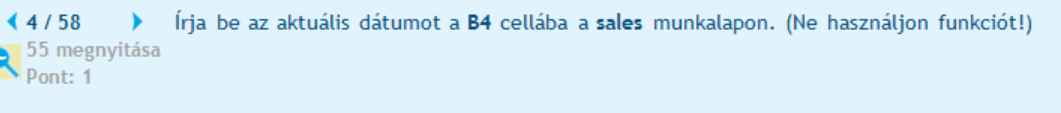 4 / 58 Írja be az aktuális dátumot a B4 cellába a sales munkalapon. (Ne használjon funkciót!)
55 megnyitása
Pont: 1